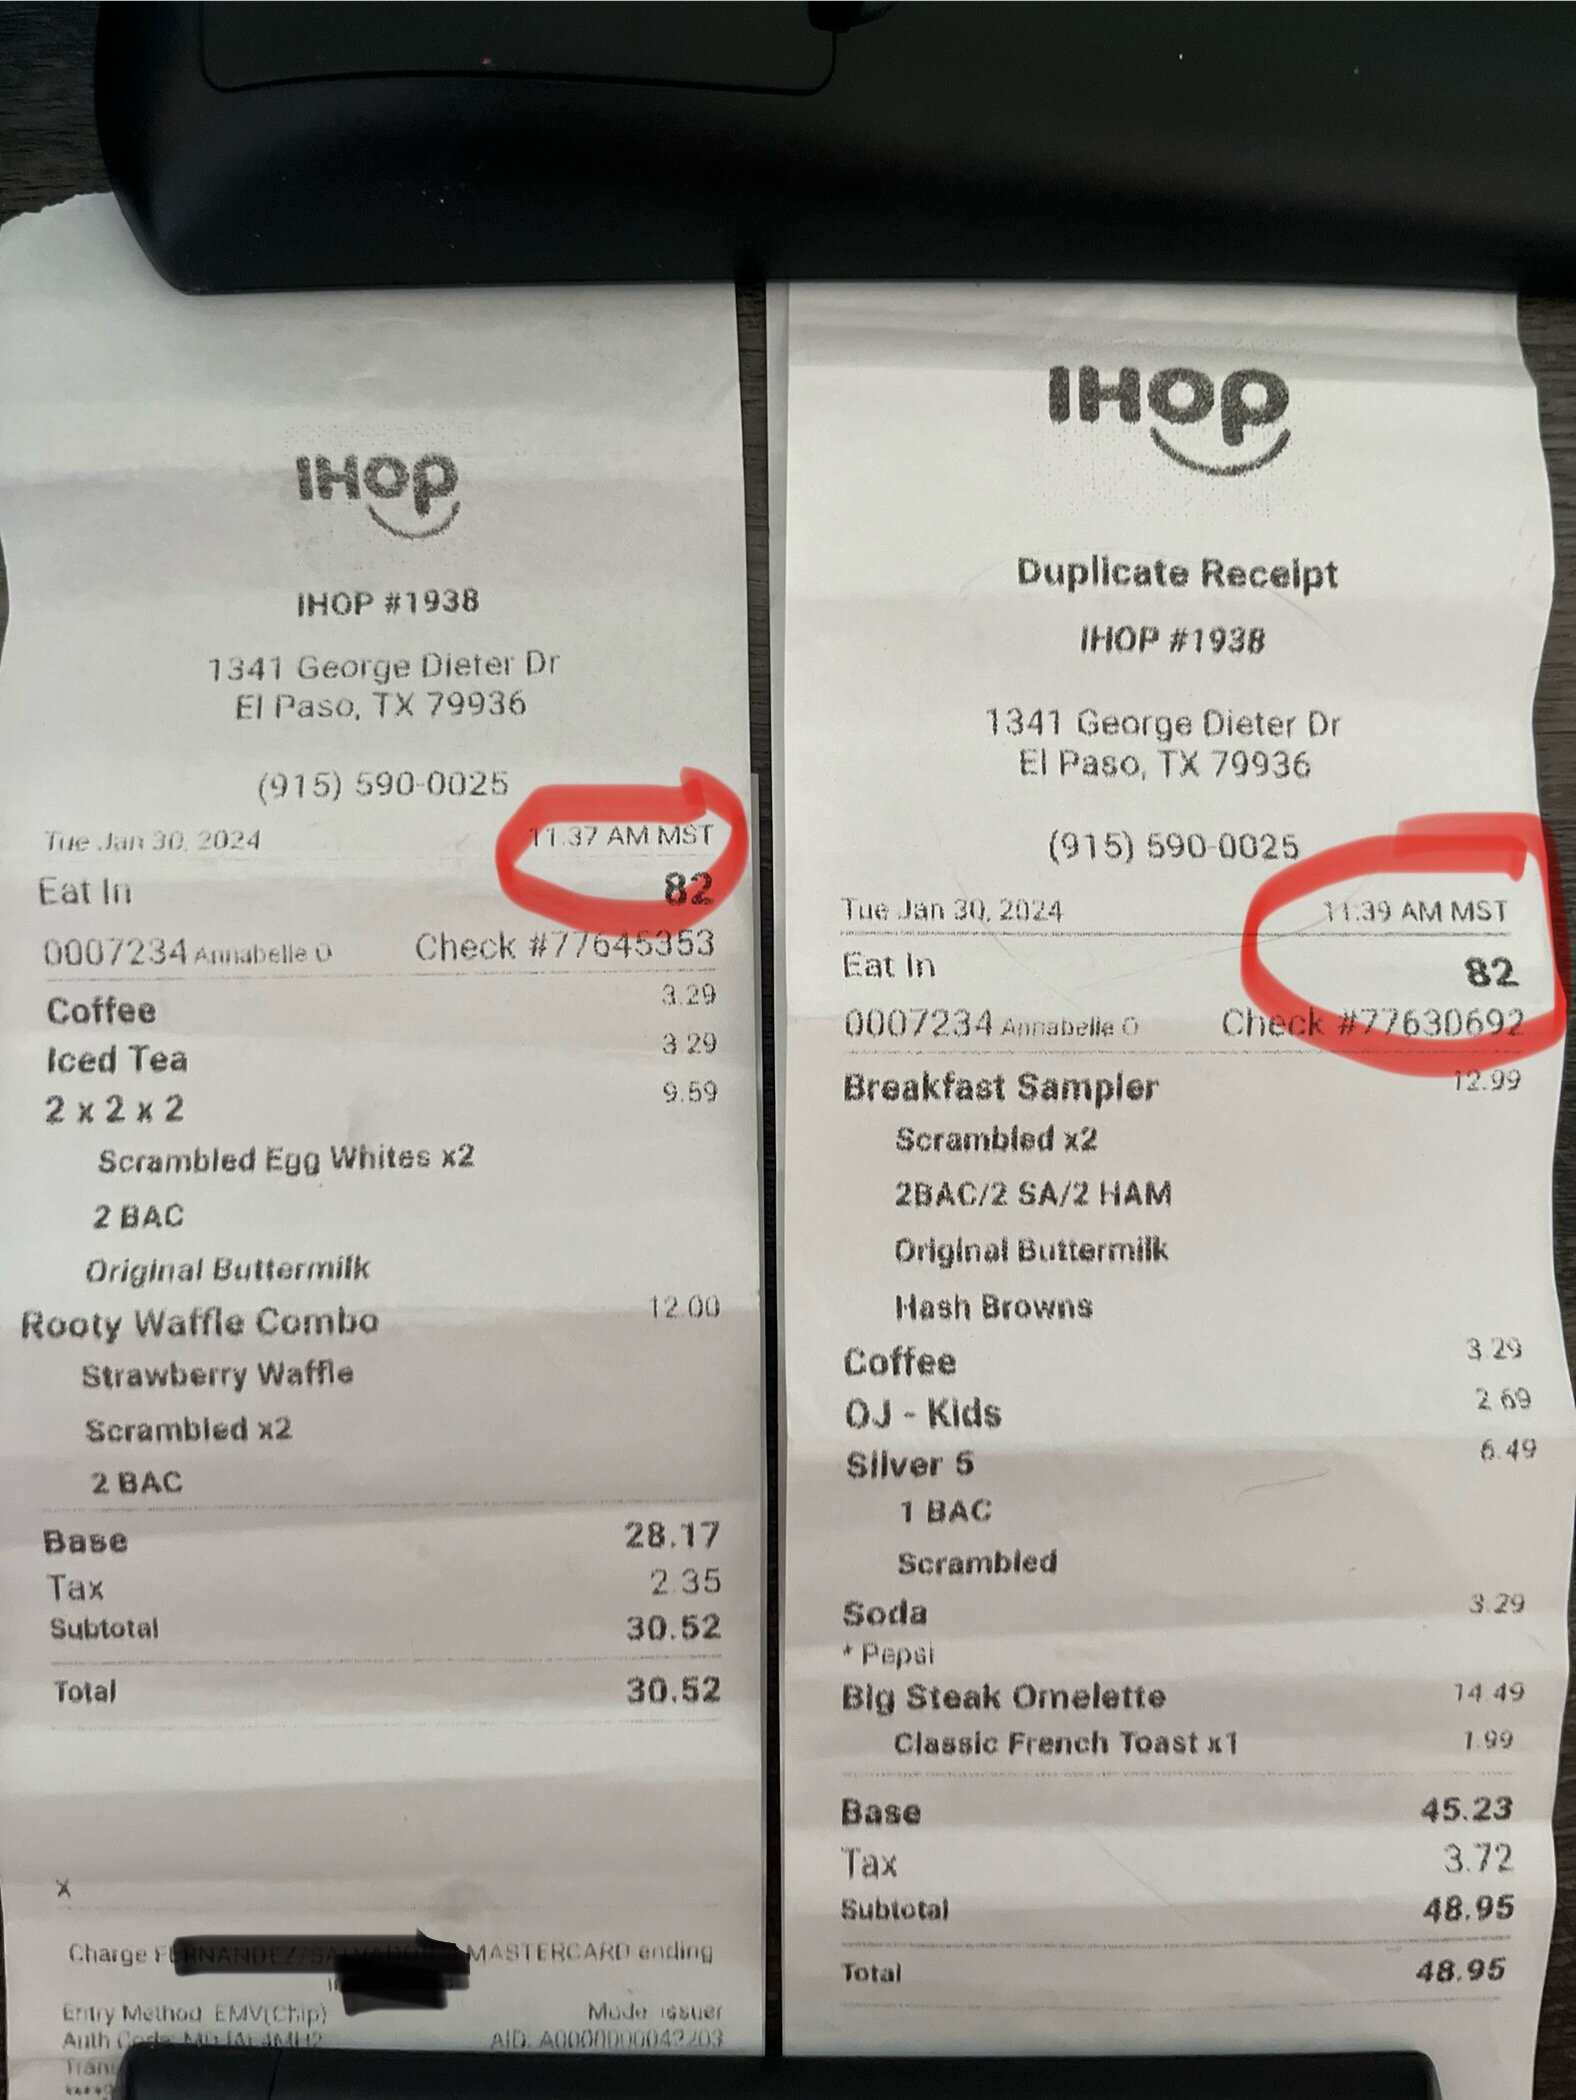 IHOP
IHOP #1938
1341 George Dieter Dr
El Paso, TX 79936
(915) 590-0025
Tue Jan 30, 2024 11:37 AM MST
Eat In 82
0007234 Annabelle O Check #77645353
Coffee 3.29
Iced Tea 3.29
2 x 2 x 2 9.59
Scrambled Egg Whites x2
2 BAC
Original Buttermilk
Rooty Waffle Combo 12.00
Strawberry Waffle
Scrambled x2
2 BAC
Base 28.17
Tax 2.35
Subtotal 30.52
Total 30.52
X
Charge MASTERCARD ending
Entry Method EMV(Chip) Mode issuer
Auth Code AID. A0000000042203
IHOP
Duplicate Receipt
IHOP #1938
1341 George Dieter Dr
El Paso, TX 79936
(915) 590-0025
Tue Jan 30, 2024 11:39 AM MST
Eat In 82
0007234 Annabelle O Check #77630692
Breakfast Sampler 12.99
Scrambled x2
2BAC/2 SA/2 HAM
Original Buttermilk
Hash Browns
Coffee 3.29
OJ - Kids 2.69
Silver 5 6.49
1 BAC
Scrambled
Soda 3.29
* Pepsi
Big Steak Omelette 14.49
Classic French Toast x1 1.99
Base 45.23
Tax 3.72
Subtotal 48.95
Total 48.95